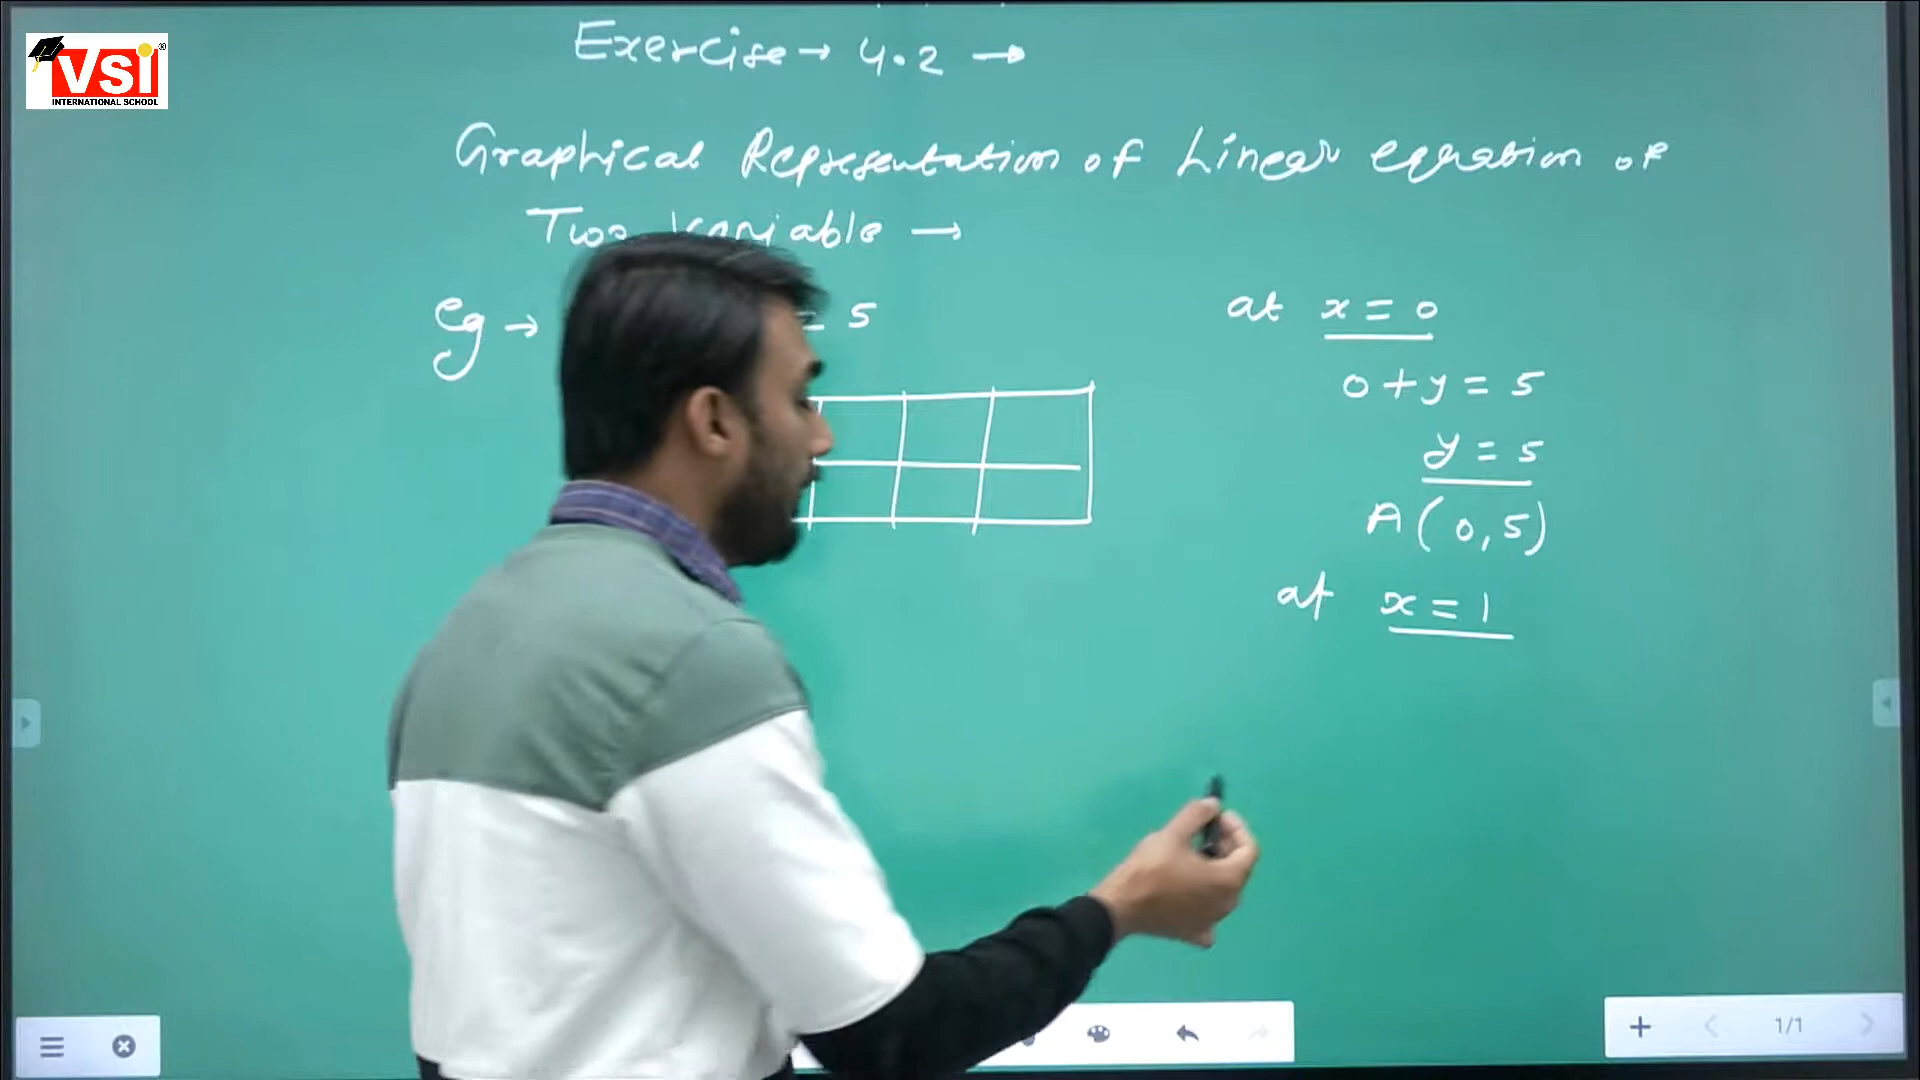 VSI
INTERNATIONAL SCHOOL
Exercise → 4.2 →
Graphical Representation of Linear equation of
Two Variable →
eg → = 5
at x = 0
0 + y = 5
y = 5
A ( 0, 5 )
at x = 1
1/1